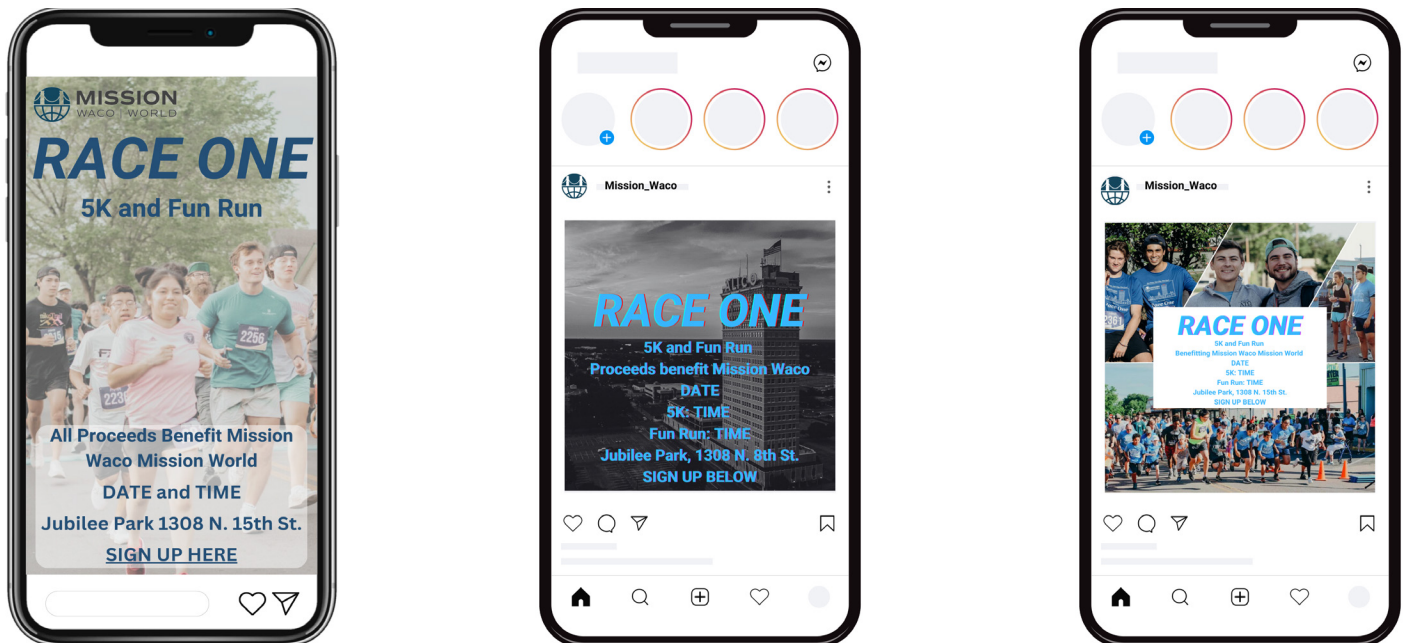 MISSION
WACO | WORLD
RACE ONE
5K and Fun Run
2256
All Proceeds Benefit Mission
Waco Mission World
DATE and TIME
Jubilee Park 1308 N. 15th St.
SIGN UP HERE
Mission_Waco
ALICO
RACE ONE
5K and Fun Run
Proceeds benefit Mission Waco
DATE
5K: TIME
Fun Run: TIME
Jubilee Park, 1308 N. 8th St.
SIGN UP BELOW
Mission_Waco
2361
RACE ONE
5K and Fun Run
Benefitting Mission Waco Mission World
DATE
5K: TIME
Fun Run: TIME
Jubilee Park, 1308 N. 15th St.
SIGN UP BELOW